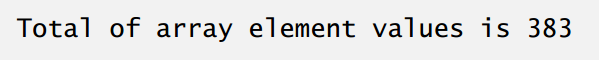 Total of array element values is 383